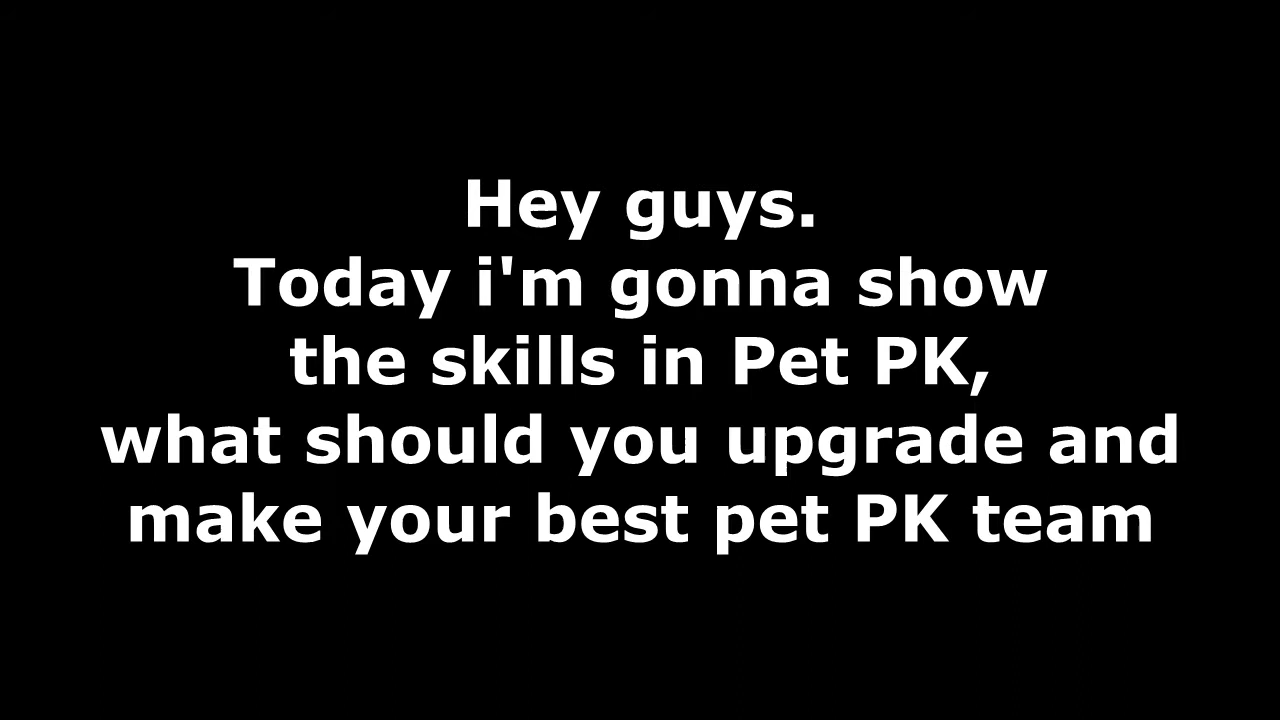 Hey guys.
Today i'm gonna show
the skills in Pet PK,
what should you upgrade and
make your best pet PK team